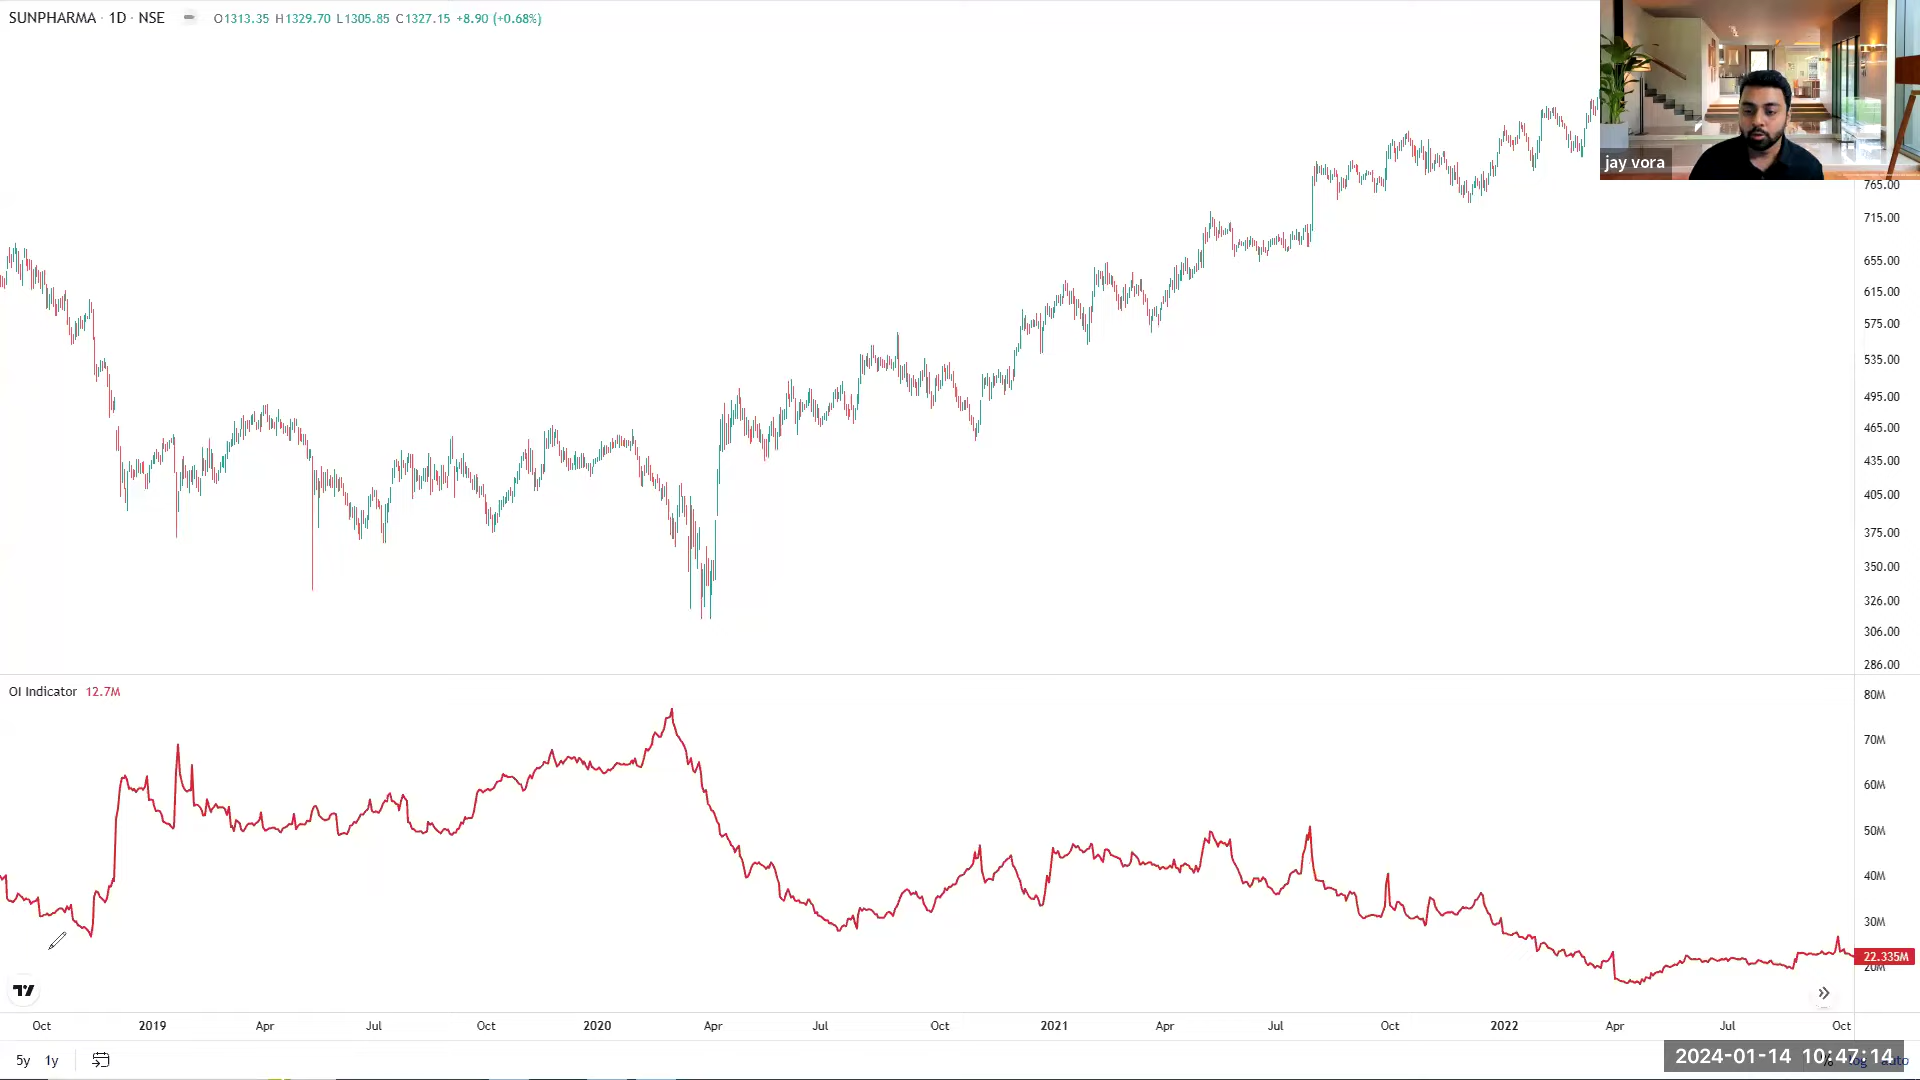 SUNPHARMA · 1D · NSE O1313.35 H1329.70 L1305.85 C1327.15 +8.90 (+0.68%)
jay vora
765.00
715.00
655.00
615.00
575.00
535.00
495.00
465.00
435.00
405.00
375.00
350.00
326.00
306.00
286.00
OI Indicator 12.7M
80M
70M
60M
50M
40M
30M
22.335M
20M
Oct 2019 Apr Jul Oct 2020 Apr Jul Oct 2021 Apr Jul Oct 2022 Apr Jul Oct
5y 1y
2024-01-14 10:47:14
% log auto